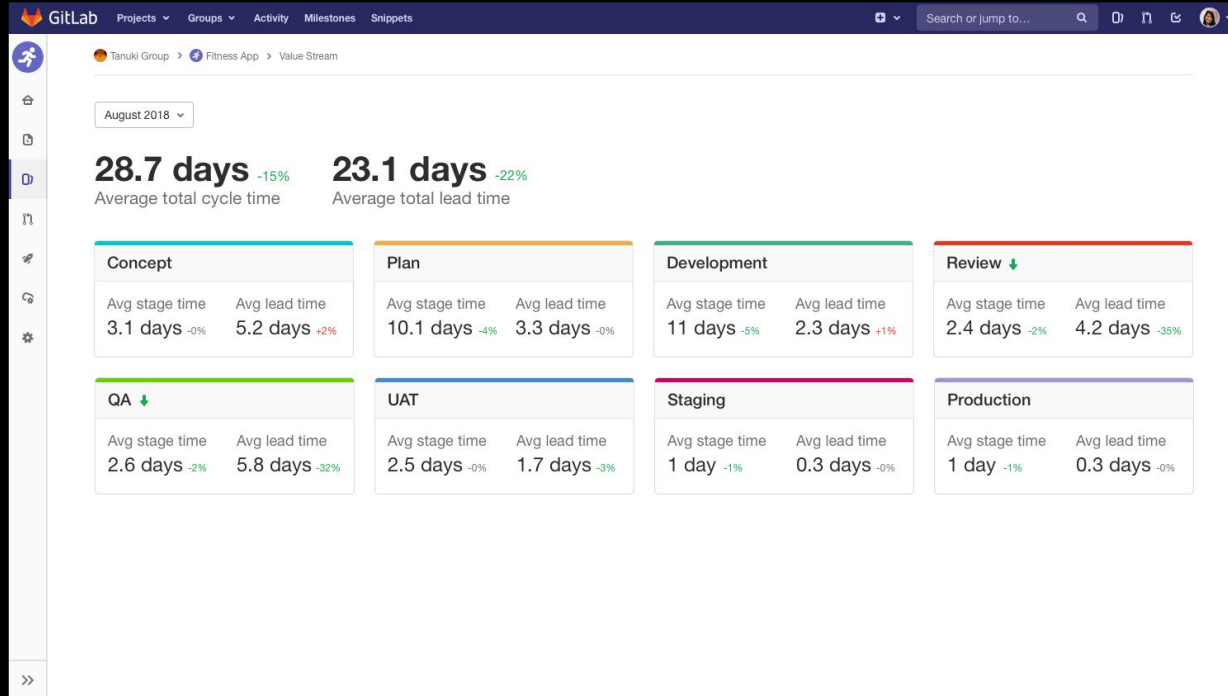 GitLab Projects Groups Activity Milestones Snippets Search or jump to...
Tanuki Group > Fitness App > Value Stream
August 2018
28.7 days -15% 23.1 days -22%
Average total cycle time Average total lead time
Concept Plan Development Review
Avg stage time Avg lead time Avg stage time Avg lead time Avg stage time Avg lead time Avg stage time Avg lead time
3.1 days -0% 5.2 days +2% 10.1 days -4% 3.3 days -0% 11 days -5% 2.3 days +1% 2.4 days -2% 4.2 days -35%
QA UAT Staging Production
Avg stage time Avg lead time Avg stage time Avg lead time Avg stage time Avg lead time Avg stage time Avg lead time
2.6 days -2% 5.8 days -32% 2.5 days -0% 1.7 days -3% 1 day -1% 0.3 days -0% 1 day -1% 0.3 days -0%